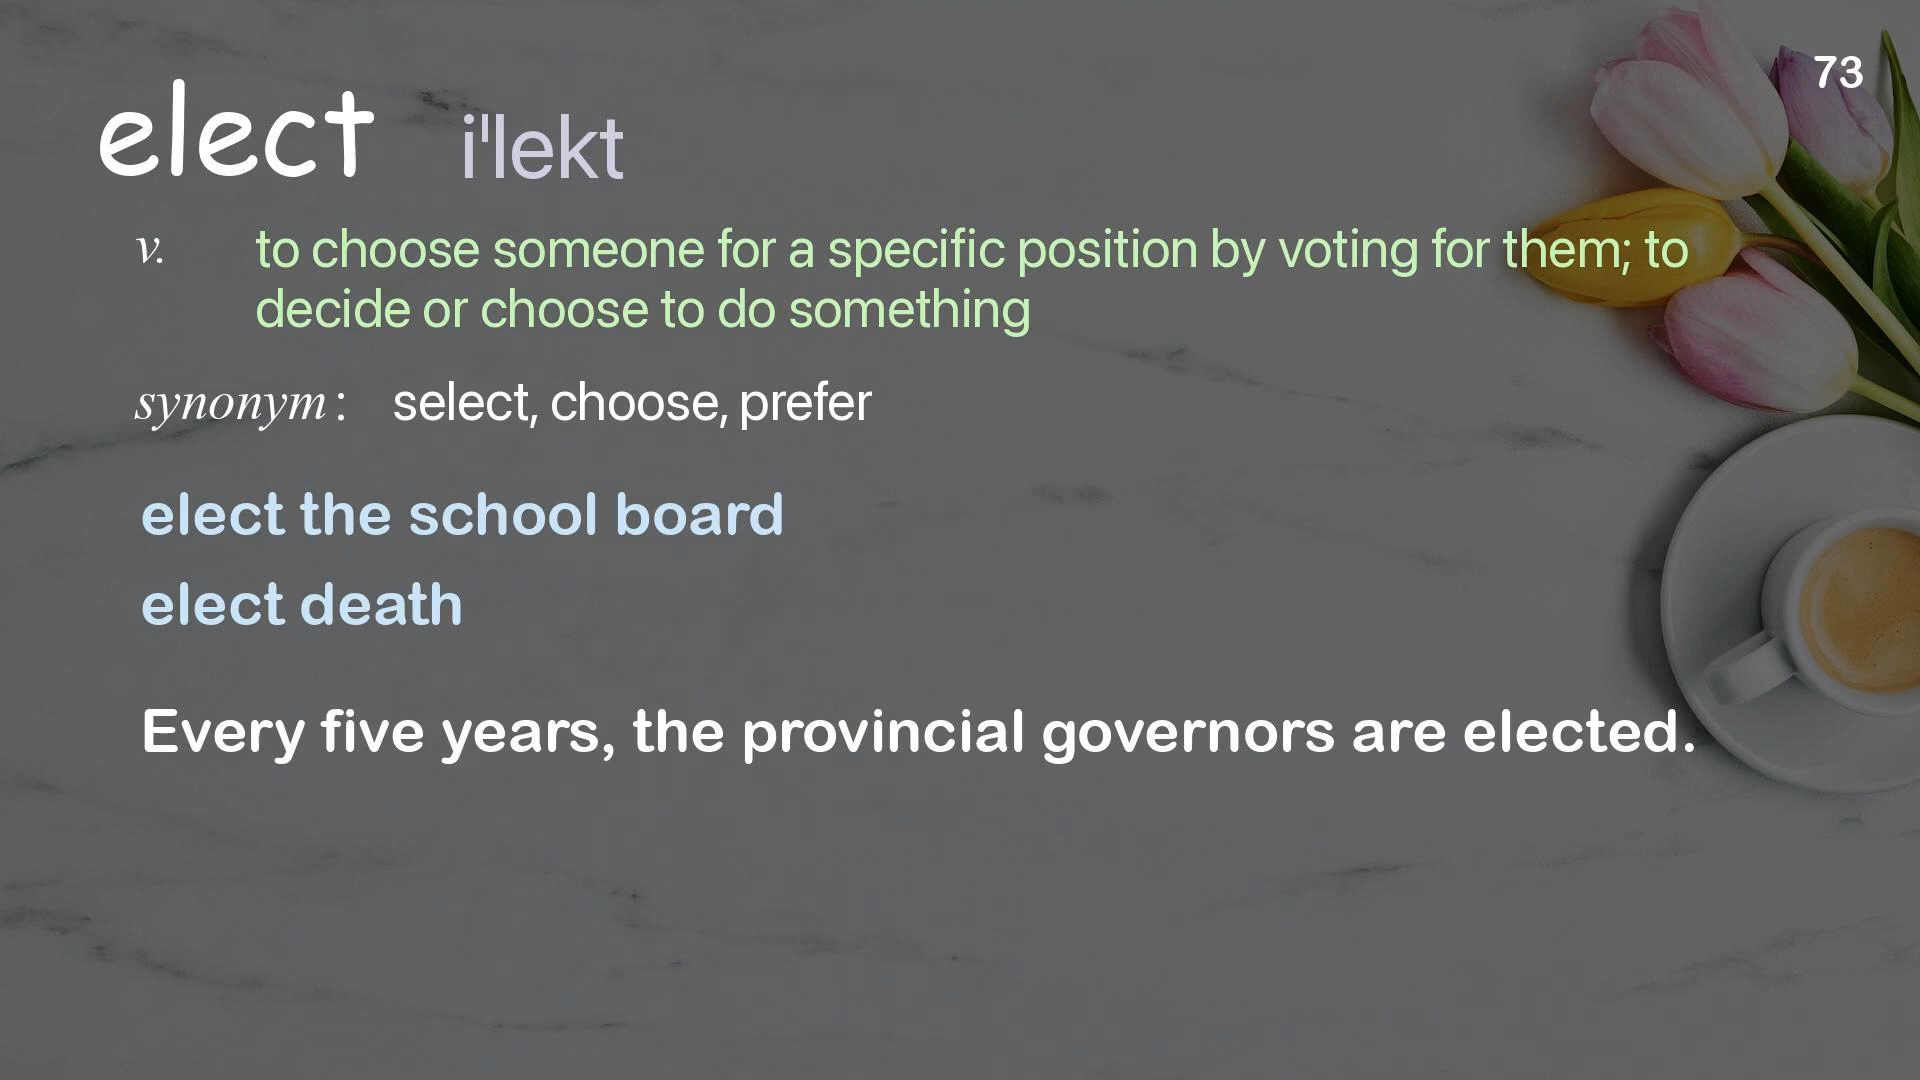 73
elect iˈlekt
v. to choose someone for a specific position by voting for them; to
decide or choose to do something
synonym: select, choose, prefer
elect the school board
elect death
Every five years, the provincial governors are elected.